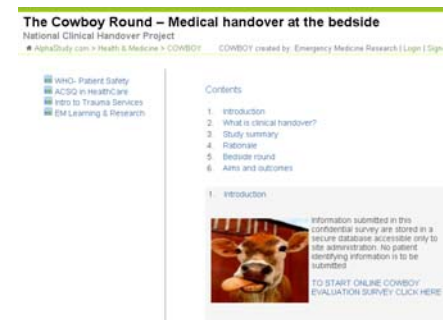 The Cowboy Round – Medical handover at the bedside
National Clinical Handover Project
AlphaStudy.com > Health & Medicine > COWBOY COWBOY created by: Emergency Medicine Research | Login | Sign
WHO- Patient Safety
ACSQ in HealthCare
Intro to Trauma Services
EM Learning & Research
Contents
1. Introduction
2. What is clinical handover?
3. Study summary
4. Rationale
5. Bedside round
6. Aims and outcomes
1. Introduction
Information submitted in this
confidential survey are stored in a
secure database accessible only to
site administration. No patient
identifying information is to be
submitted
TO START ONLINE COWBOY
EVALUATION SURVEY CLICK HERE